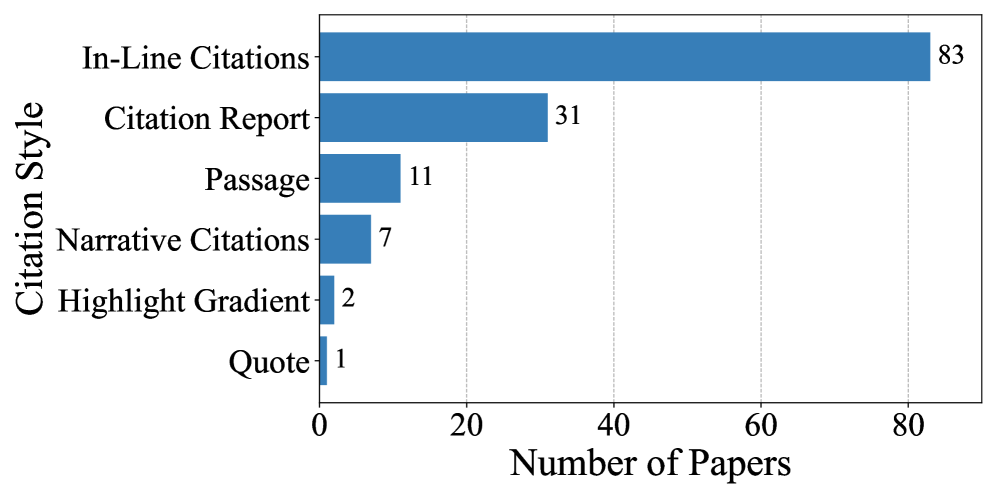 Citation Style
In-Line Citations 83
Citation Report 31
Passage 11
Narrative Citations 7
Highlight Gradient 2
Quote 1
0 20 40 60 80
Number of Papers